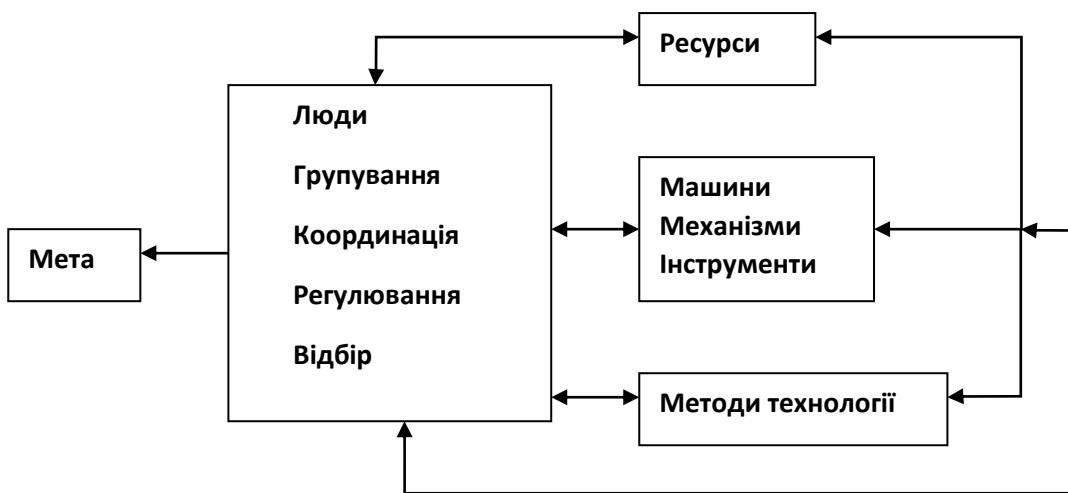 Ресурси
Люди
Групування
Координація
Регулювання
Відбір
Машини
Механізми
Інструменти
Мета
Методи технології